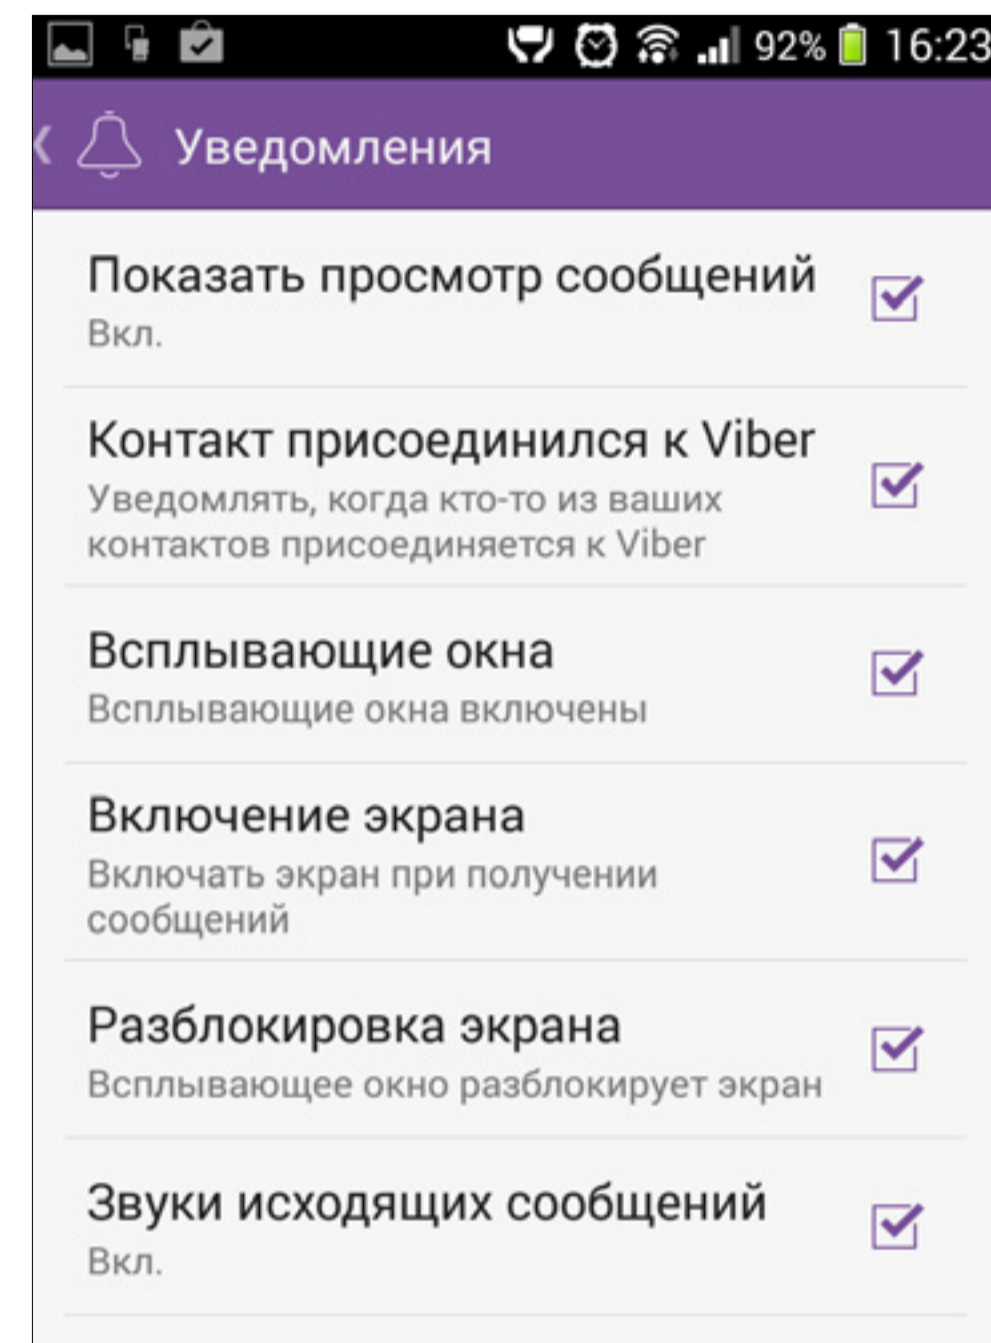 92% 16:23
Уведомления
Показать просмотр сообщений
Вкл.
Контакт присоединился к Viber
Уведомлять, когда кто-то из ваших
контактов присоединяется к Viber
Всплывающие окна
Всплывающие окна включены
Включение экрана
Включать экран при получении
сообщений
Разблокировка экрана
Всплывающее окно разблокирует экран
Звуки исходящих сообщений
Вкл.